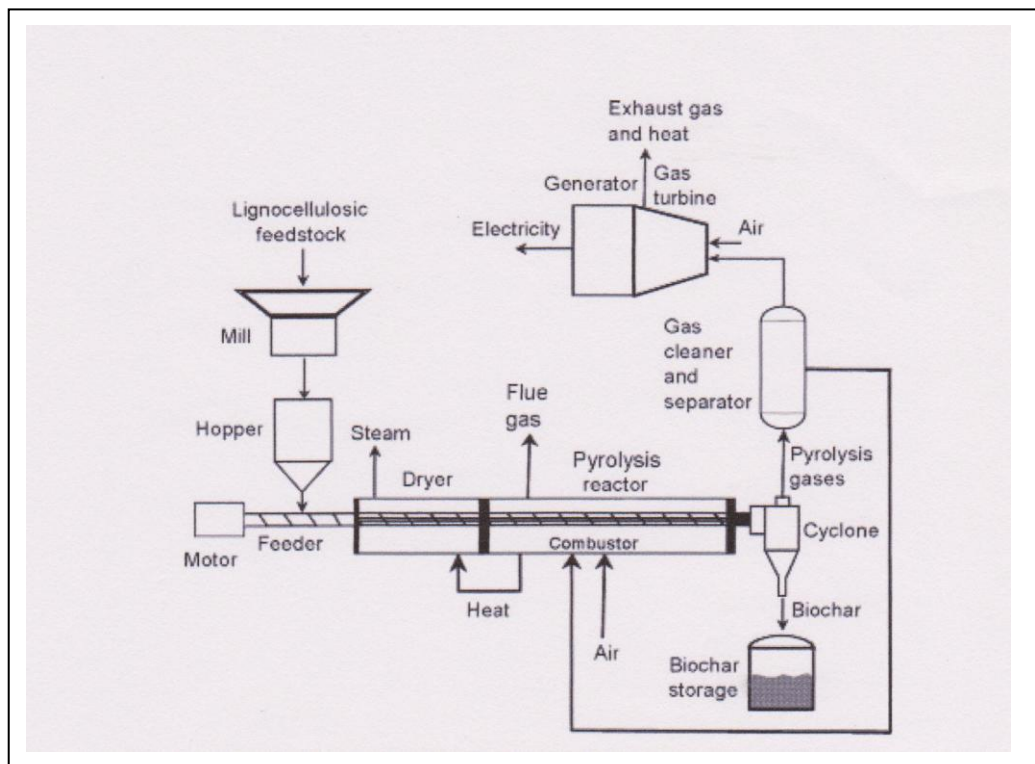 Exhaust gas
and heat
Generator
Gas
turbine
Lignocellulosic
feedstock
Electricity
Air
Mill
Gas
cleaner
and
separator
Flue
gas
Hopper
Steam
Pyrolysis
gases
Dryer
Pyrolysis
reactor
Cyclone
Feeder
Combustor
Motor
Heat
Biochar
Air
Biochar
storage